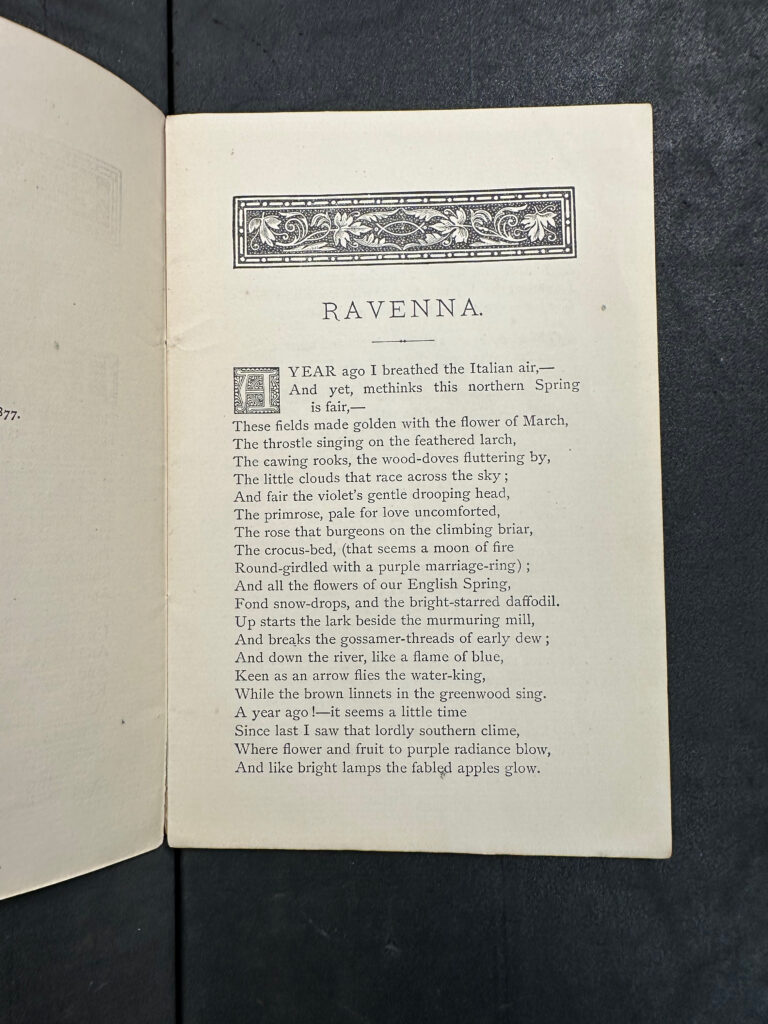 877.
RAVENNA.
A YEAR ago I breathed the Italian air,—
And yet, methinks this northern Spring
is fair,—
These fields made golden with the flower of March,
The throstle singing on the feathered larch,
The cawing rooks, the wood-doves fluttering by,
The little clouds that race across the sky ;
And fair the violet's gentle drooping head,
The primrose, pale for love uncomforted,
The rose that burgeons on the climbing briar,
The crocus-bed, (that seems a moon of fire
Round-girdled with a purple marriage-ring) ;
And all the flowers of our English Spring,
Fond snow-drops, and the bright-starred daffodil.
Up starts the lark beside the murmuring mill,
And breaks the gossamer-threads of early dew ;
And down the river, like a flame of blue,
Keen as an arrow flies the water-king,
While the brown linnets in the greenwood sing.
A year ago !—it seems a little time
Since last I saw that lordly southern clime,
Where flower and fruit to purple radiance blow,
And like bright lamps the fabled apples glow.